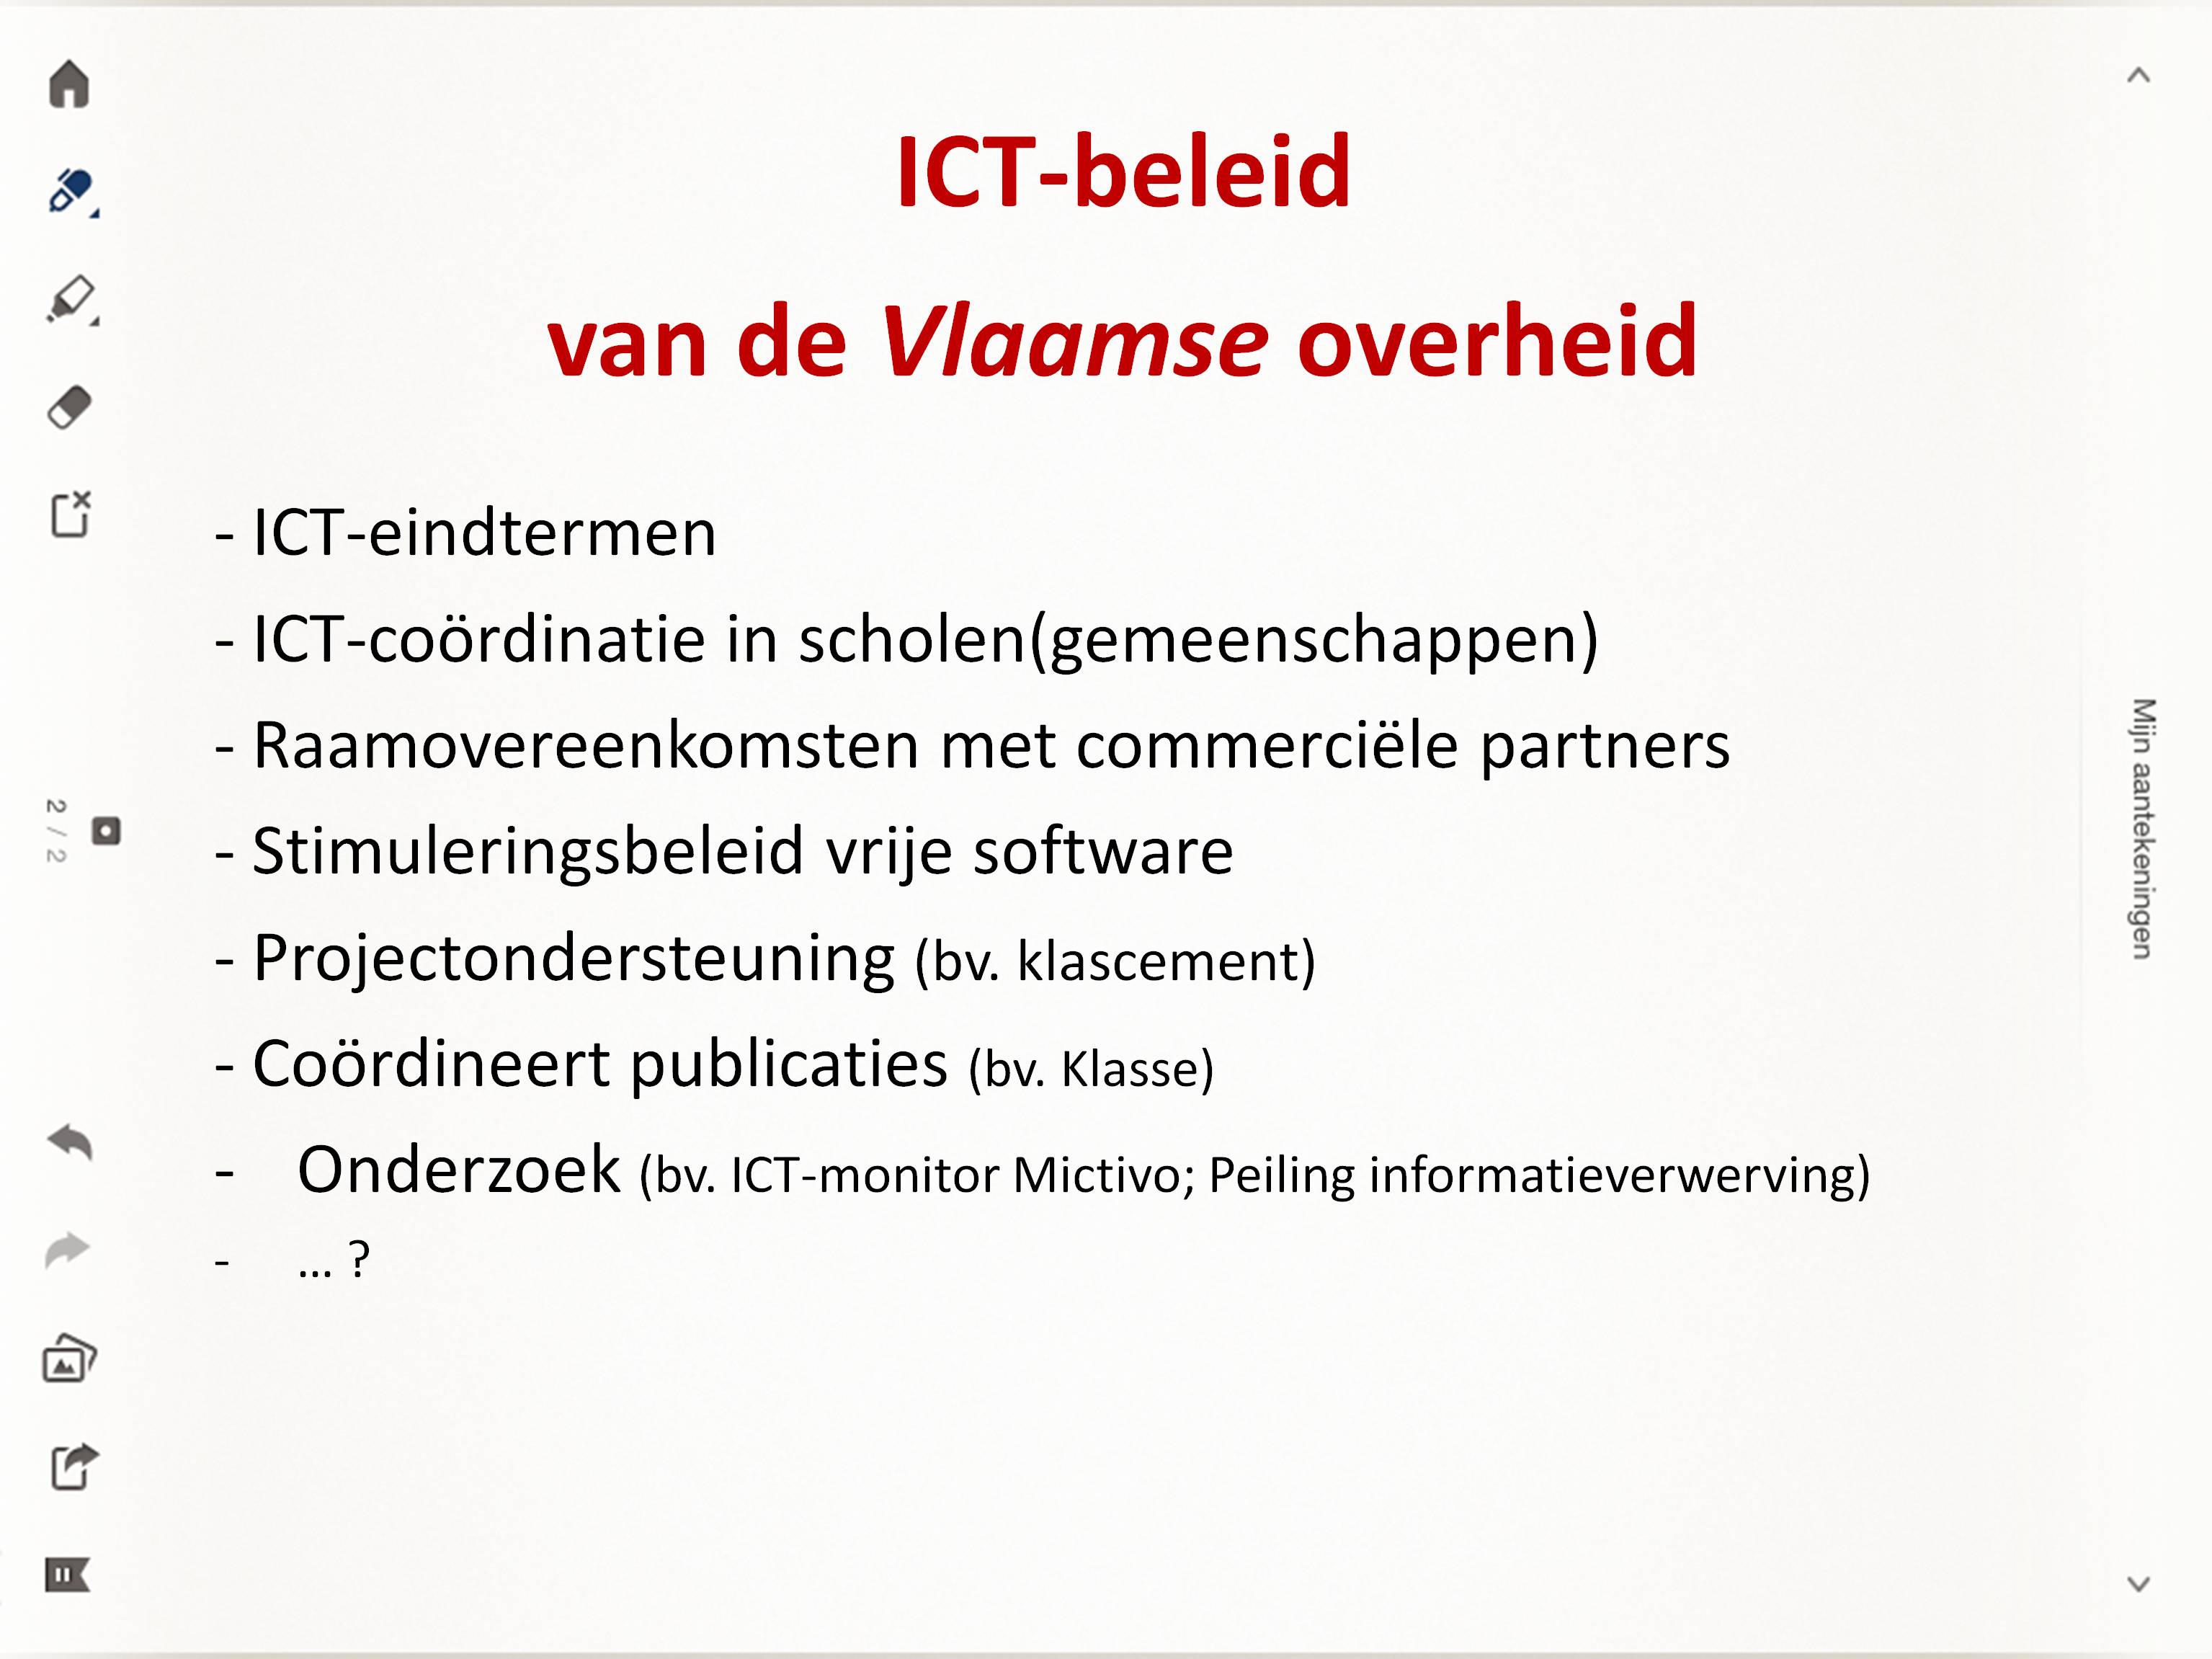 ICT-beleid
van de Vlaamse overheid
- ICT-eindtermen
- ICT-coördinatie in scholen(gemeenschappen)
- Raamovereenkomsten met commerciële partners
- Stimuleringsbeleid vrije software
- Projectondersteuning (bv. klascement)
- Coördineert publicaties (bv. Klasse)
- Onderzoek (bv. ICT-monitor Mictivo; Peiling informatieverwerving)
- ... ?
2 / 2
Mijn aantekeningen